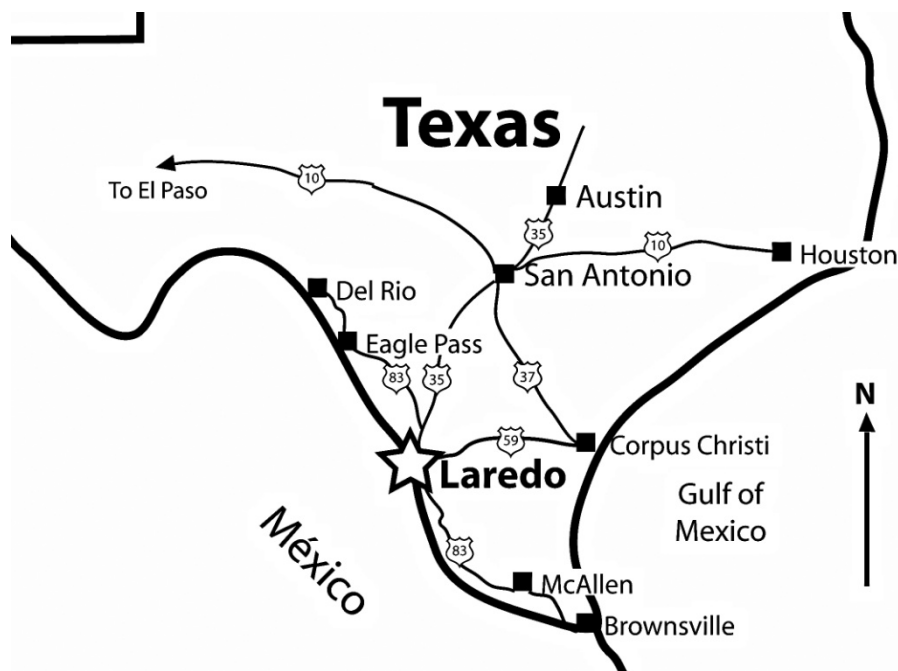 Texas
10
To El Paso
Austin
35
10
Houston
San Antonio
Del Rio
Eagle Pass
83
35
37
N
59
Corpus Christi
Laredo
Gulf of
Mexico
México
83
McAllen
Brownsville